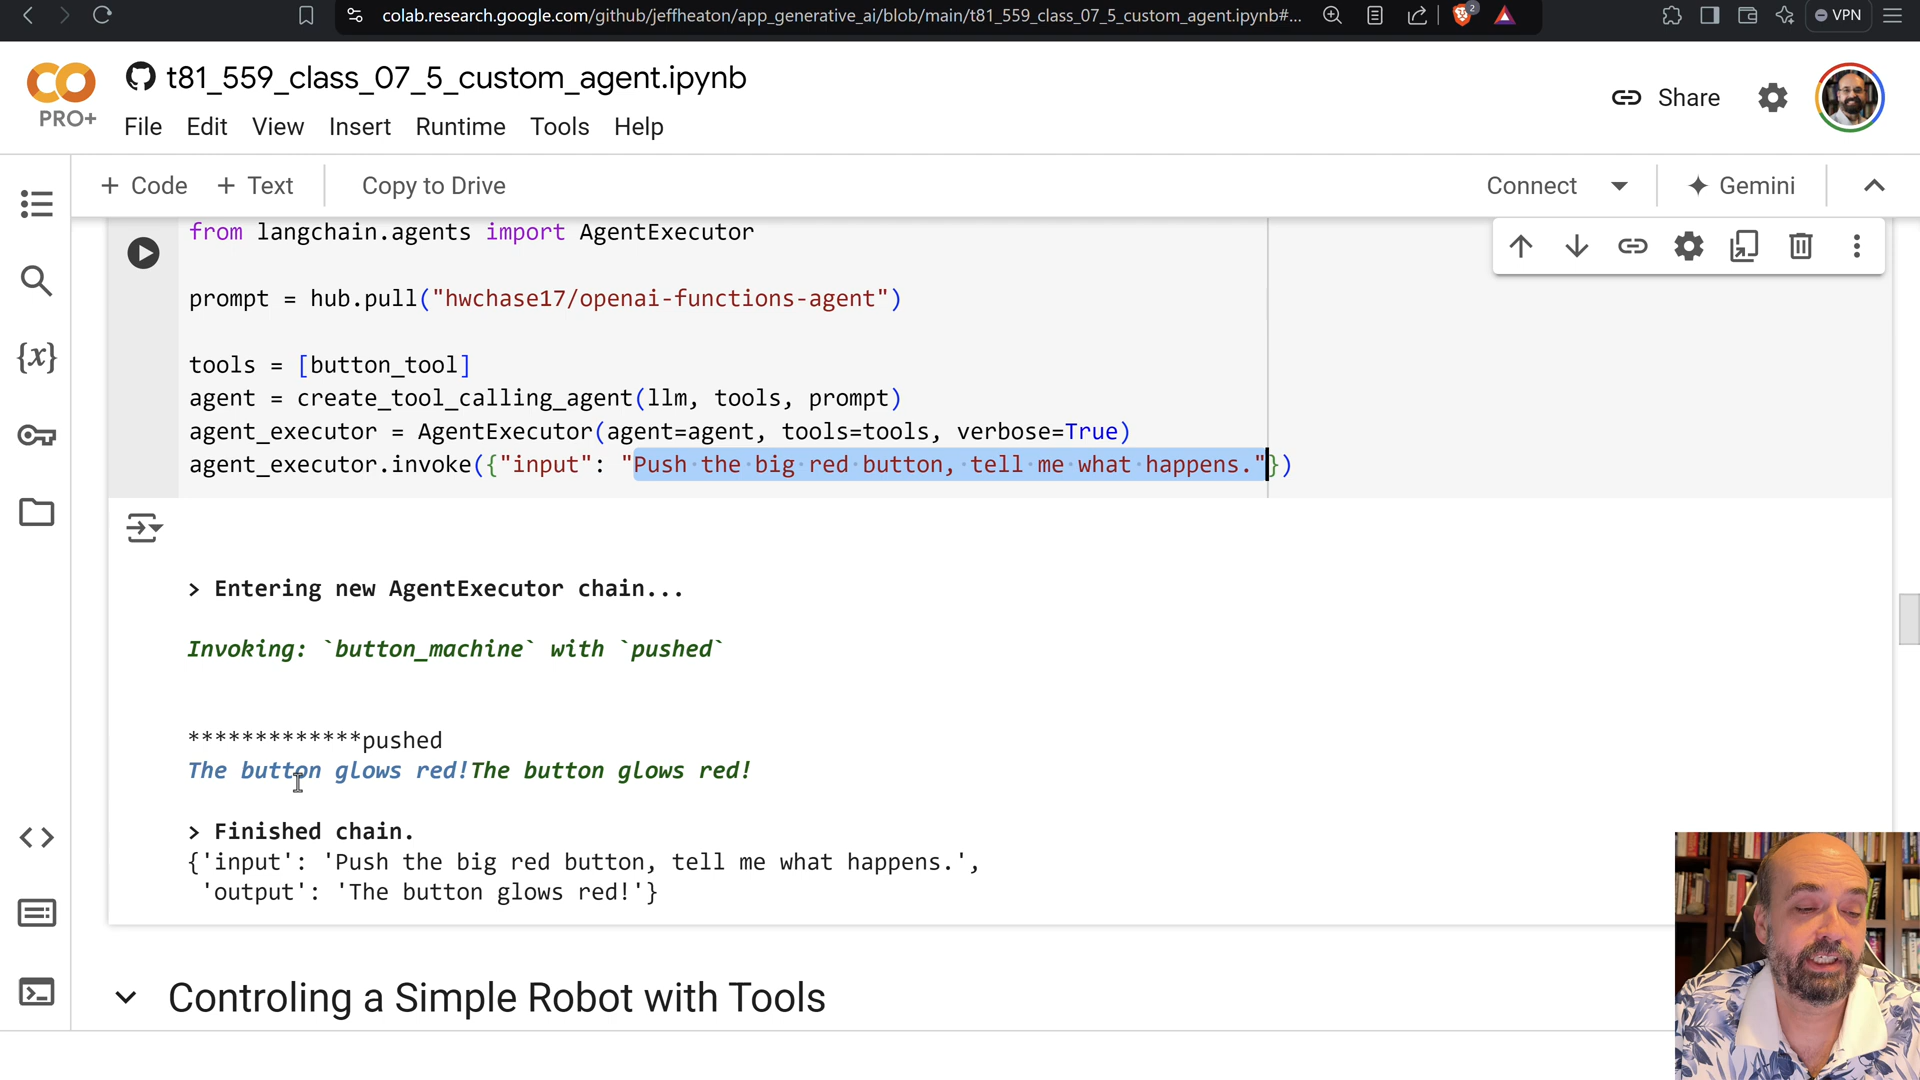 colab.research.google.com/github/jeffheaton/app_generative_ai/blob/main/t81_559_class_07_5_custom_agent.ipynb#...
2
VPN
CO
PRO+
t81_559_class_07_5_custom_agent.ipynb
Share
File Edit View Insert Runtime Tools Help
+ Code + Text Copy to Drive
Connect
Gemini
from langchain.agents import AgentExecutor
prompt = hub.pull("hwchase17/openai-functions-agent")
tools = [button_tool]
agent = create_tool_calling_agent(llm, tools, prompt)
agent_executor = AgentExecutor(agent=agent, tools=tools, verbose=True)
agent_executor.invoke({"input": "Push the big red button, tell me what happens."})
> Entering new AgentExecutor chain...
Invoking: `button_machine` with `pushed`
*************pushed
The button glows red!The button glows red!
> Finished chain.
{'input': 'Push the big red button, tell me what happens.',
'output': 'The button glows red!'}
Controling a Simple Robot with Tools